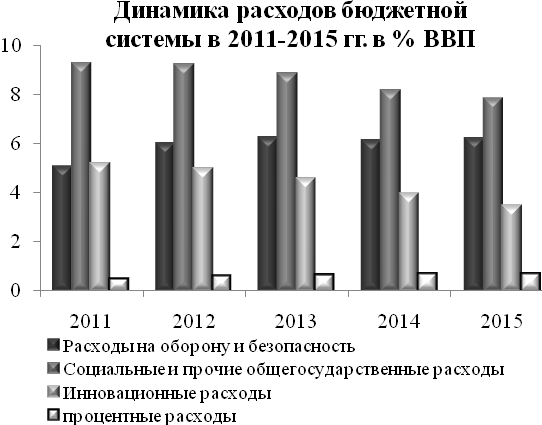 Динамика расходов бюджетной
системы в 2011-2015 гг. в % ВВП
10
8
6
4
2
0
2011 2012 2013 2014 2015
Расходы на оборону и безопасность
Социальные и прочие общегосударственные расходы
Инновационные расходы
процентные расходы